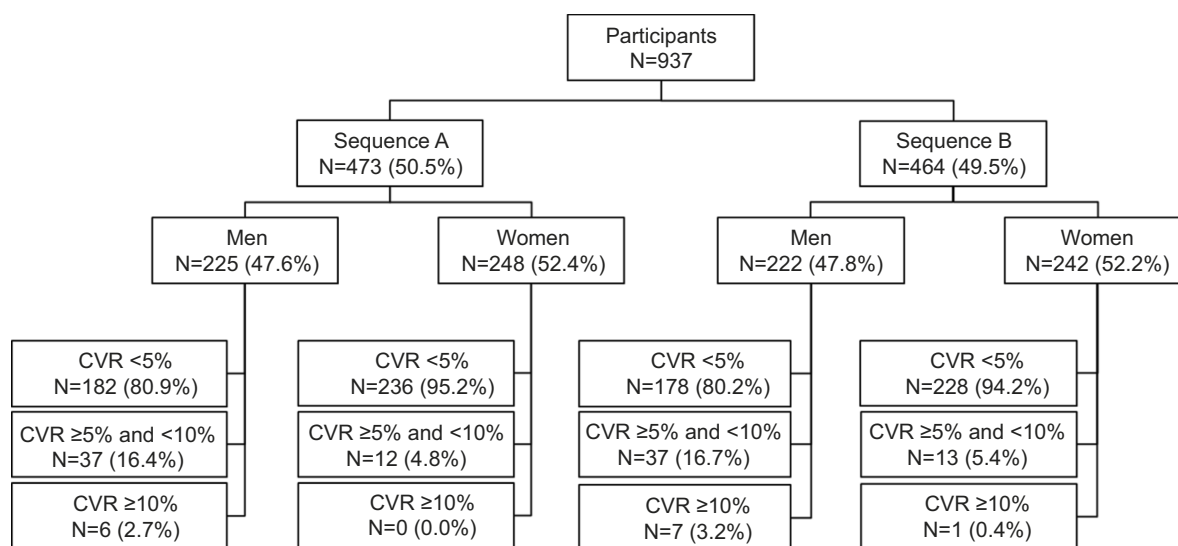 Participants
N=937
Sequence A
N=473 (50.5%)
Sequence B
N=464 (49.5%)
Men
N=225 (47.6%)
Women
N=248 (52.4%)
Men
N=222 (47.8%)
Women
N=242 (52.2%)
CVR <5%
N=182 (80.9%)
CVR ≥5% and <10%
N=37 (16.4%)
CVR ≥10%
N=6 (2.7%)
CVR <5%
N=236 (95.2%)
CVR ≥5% and <10%
N=12 (4.8%)
CVR ≥10%
N=0 (0.0%)
CVR <5%
N=178 (80.2%)
CVR ≥5% and <10%
N=37 (16.7%)
CVR ≥10%
N=7 (3.2%)
CVR <5%
N=228 (94.2%)
CVR ≥5% and <10%
N=13 (5.4%)
CVR ≥10%
N=1 (0.4%)